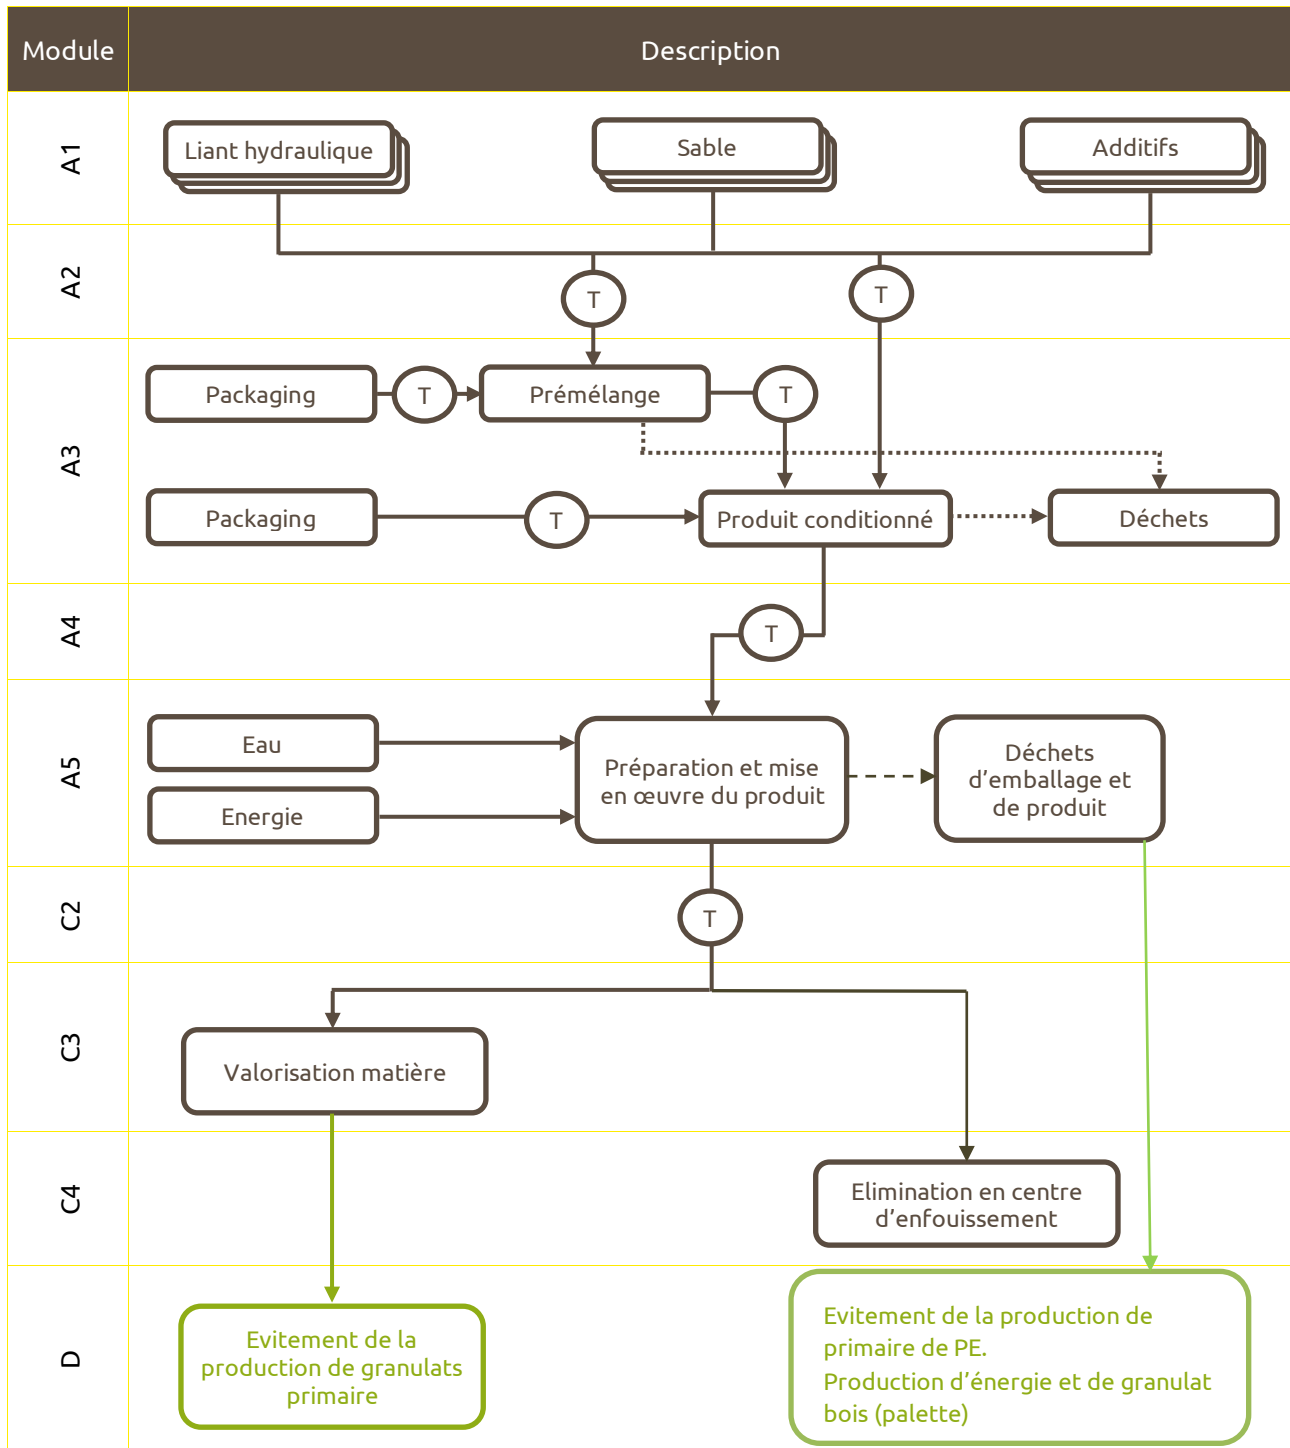 Module
Description
A1
Liant hydraulique
Sable
Additifs
A2
T
T
A3
Packaging
T
Prémélange
T
Packaging
T
Produit conditionné
Déchets
A4
T
A5
Eau
Energie
Préparation et mise
en œuvre du produit
Déchets
d’emballage et
de produit
C2
T
C3
Valorisation matière
C4
Elimination en centre
d’enfouissement
D
Evitement de la
production de granulats
primaire
Evitement de la production de
primaire de PE.
Production d’énergie et de granulat
bois (palette)